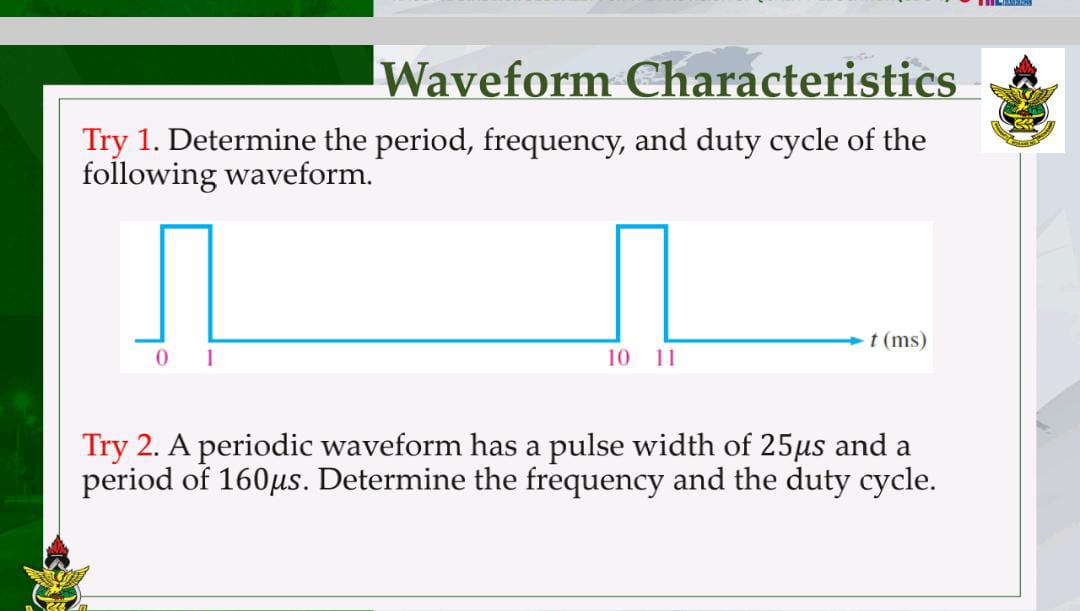 Waveform Characteristics
Try 1. Determine the period, frequency, and duty cycle of the
following waveform.
t (ms)
0 1 10 11
Try 2. A periodic waveform has a pulse width of 25μs and a
period of 160μs. Determine the frequency and the duty cycle.